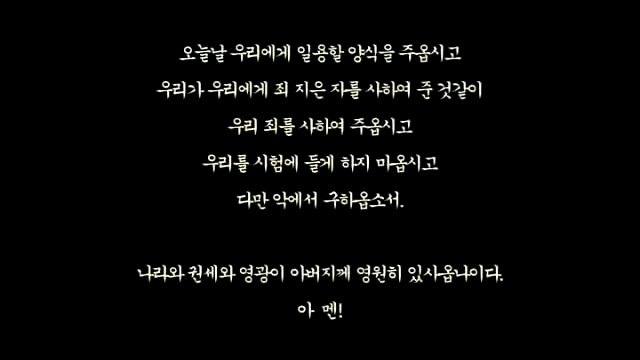 오늘날 우리에게 일용할 양식을 주옵시고
우리가 우리에게 죄 지은 자를 사하여 준 것같이
우리 죄를 사하여 주옵시고
우리를 시험에 들게 하지 마옵시고
다만 악에서 구하옵소서.
나라와 권세와 영광이 아버지께 영원히 있사옵나이다.
아 멘!